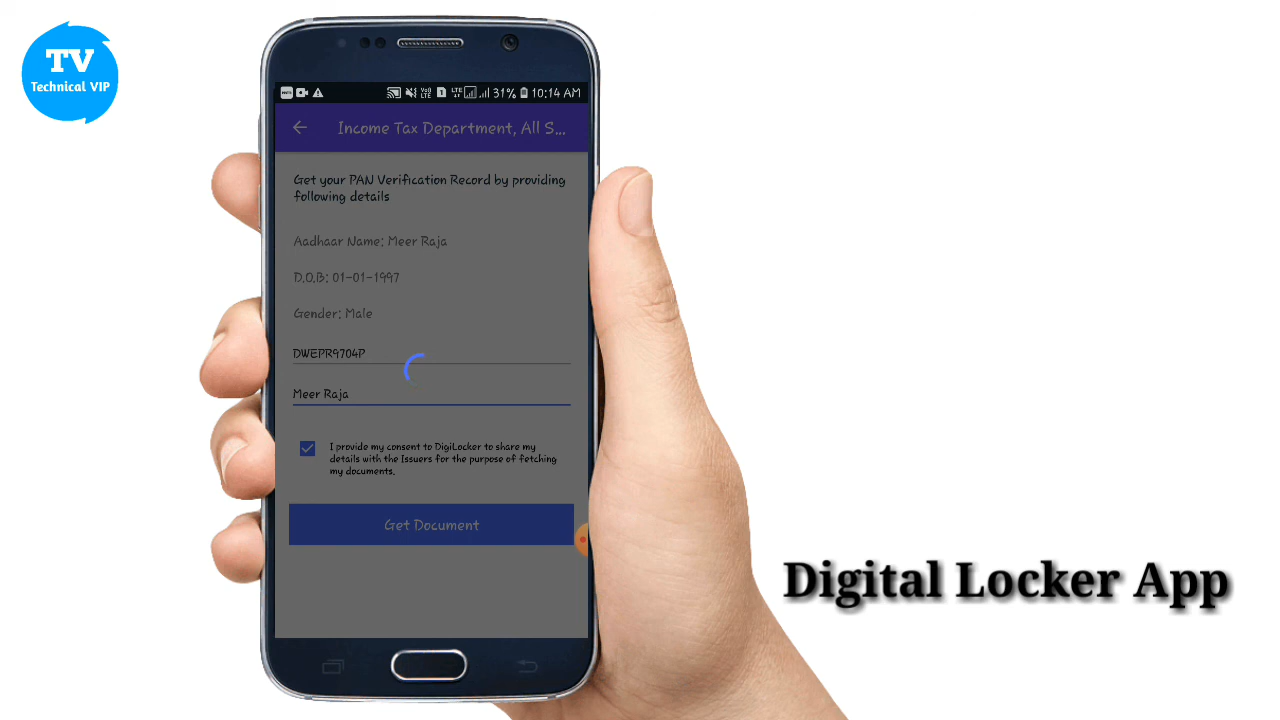 TV
Technical VIP
31% 10:14 AM
Income Tax Department, All S...
Get your PAN Verification Record by providing
following details
Aadhaar Name: Meer Raja
D.O.B: 01-01-1997
Gender: Male
DWEPR9704P
Meer Raja
I provide my consent to DigiLocker to share my
details with the Issuers for the purpose of fetching
my documents.
Get Document
Digital Locker App